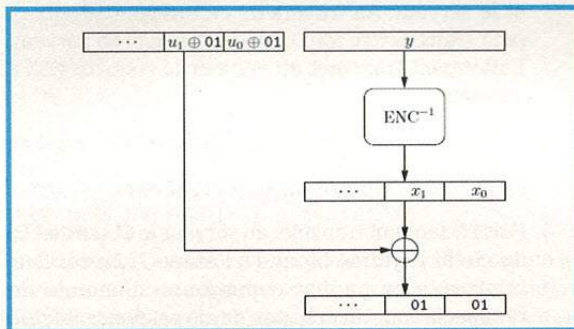 ⋯ u₁ ⊕ 01 u₀ ⊕ 01 y
ENC⁻¹
⋯ x₁ x₀
⋯ 01 01